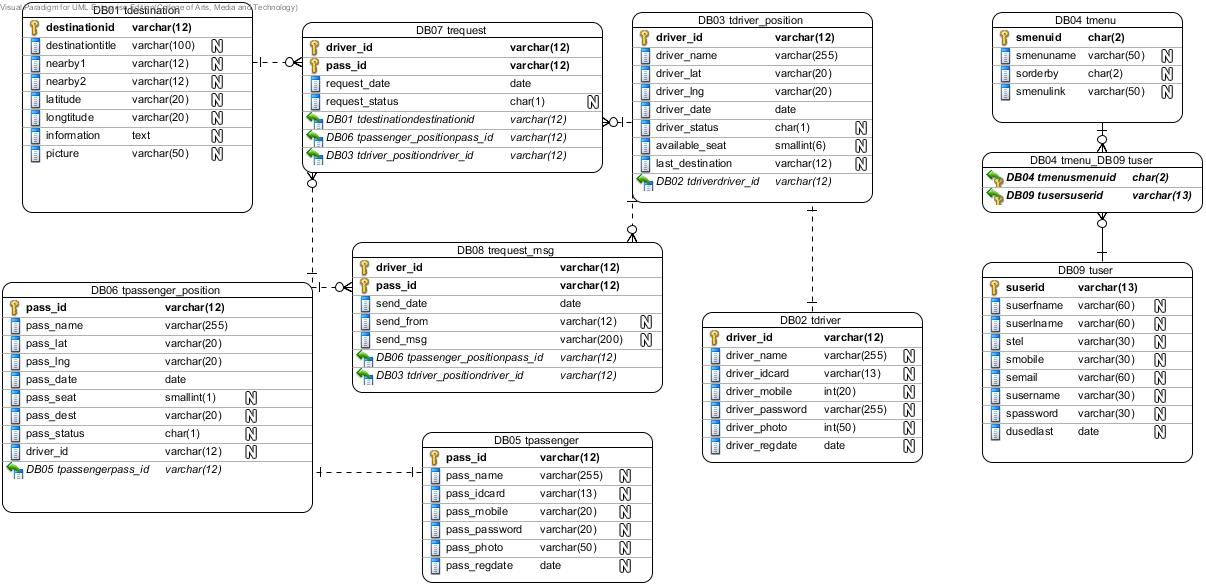 Visual Paradigm for UML
College of Arts, Media and Technology)
DB01 tdestination
destinationid varchar(12)
destinationtitle varchar(100) N
nearby1 varchar(12) N
nearby2 varchar(12) N
latitude varchar(20) N
longtitude varchar(20) N
information text N
picture varchar(50) N
DB07 trequest
driver_id varchar(12)
pass_id varchar(12)
request_date date
request_status char(1) N
DB01 tdestinationdestinationid varchar(12)
DB06 tpassenger_positionpass_id varchar(12)
DB03 tdriver_positiondriver_id varchar(12)
DB03 tdriver_position
driver_id varchar(12)
driver_name varchar(255)
driver_lat varchar(20)
driver_lng varchar(20)
driver_date date
driver_status char(1) N
available_seat smallint(6) N
last_destination varchar(12) N
DB02 tdriverdriver_id varchar(12)
DB04 tmenu
smenuid char(2)
smenuname varchar(50) N
sorderby char(2) N
smenulink varchar(50) N
DB04 tmenu_DB09 tuser
DB04 tmenusmenuid char(2)
DB09 tusersuserid varchar(13)
DB08 trequest_msg
driver_id varchar(12)
pass_id varchar(12)
send_date date
send_from varchar(12) N
send_msg varchar(200) N
DB06 tpassenger_positionpass_id varchar(12)
DB03 tdriver_positiondriver_id varchar(12)
DB06 tpassenger_position
pass_id varchar(12)
pass_name varchar(255)
pass_lat varchar(20)
pass_lng varchar(20)
pass_date date
pass_seat smallint(1) N
pass_dest varchar(20) N
pass_status char(1) N
driver_id varchar(12) N
DB05 tpassengerpass_id varchar(12)
DB02 tdriver
driver_id varchar(12)
driver_name varchar(255) N
driver_idcard varchar(13) N
driver_mobile int(20) N
driver_password varchar(255) N
driver_photo int(50) N
driver_regdate date N
DB09 tuser
suserid varchar(13)
suserfname varchar(60) N
suserlname varchar(60) N
stel varchar(30) N
smobile varchar(30) N
semail varchar(60) N
susername varchar(30) N
spassword varchar(30) N
dusedlast date N
DB05 tpassenger
pass_id varchar(12)
pass_name varchar(255) N
pass_idcard varchar(13) N
pass_mobile varchar(20) N
pass_password varchar(20) N
pass_photo varchar(50) N
pass_regdate date N